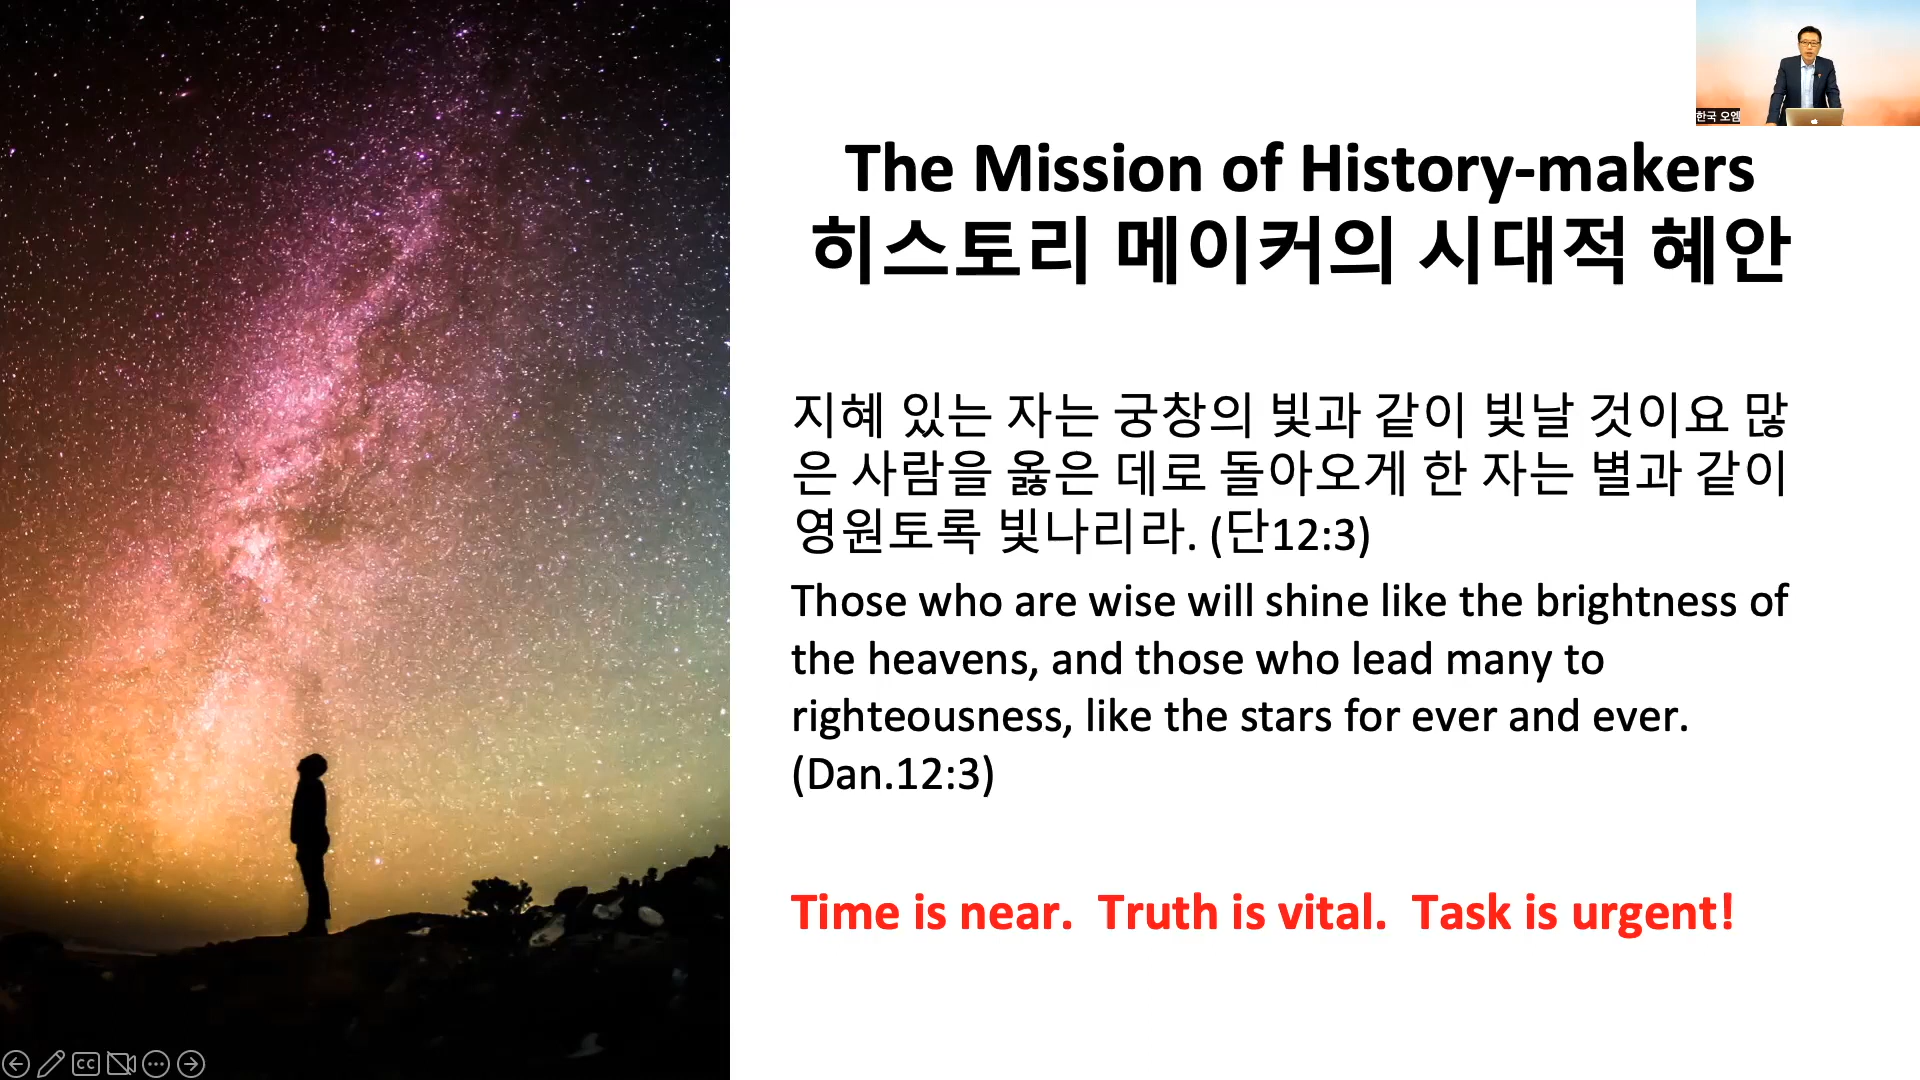 한국 오엠
The Mission of History-makers
히스토리 메이커의 시대적 혜안
지혜 있는 자는 궁창의 빛과 같이 빛날 것이요 많
은 사람을 옳은 데로 돌아오게 한 자는 별과 같이
영원토록 빛나리라. (단12:3)
Those who are wise will shine like the brightness of
the heavens, and those who lead many to
righteousness, like the stars for ever and ever.
(Dan.12:3)
Time is near.  Truth is vital.  Task is urgent!
CC